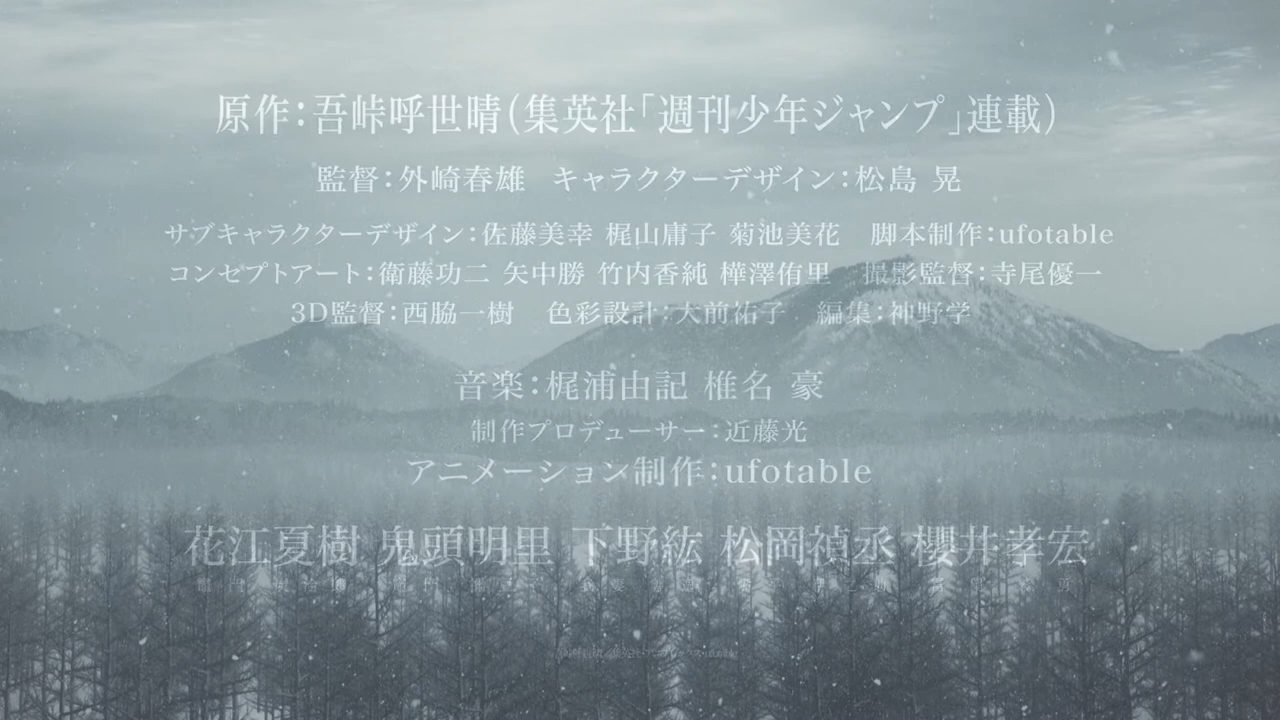 原作：吾峠呼世晴（集英社「週刊少年ジャンプ」連載）
監督：外崎春雄　キャラクターデザイン：松島 晃
サブキャラクターデザイン：佐藤美幸 梶山庸子 菊池美花　脚本制作：ufotable
コンセプトアート：衛藤功二 矢中勝 竹内香純 樺澤侑里　撮影監督：寺尾優一
3D監督：西脇一樹　色彩設計：大前祐子　編集：神野学
音楽：梶浦由記 椎名 豪
制作プロデューサー：近藤光
アニメーション制作：ufotable
花江夏樹 鬼頭明里 下野紘 松岡禎丞 櫻井孝宏